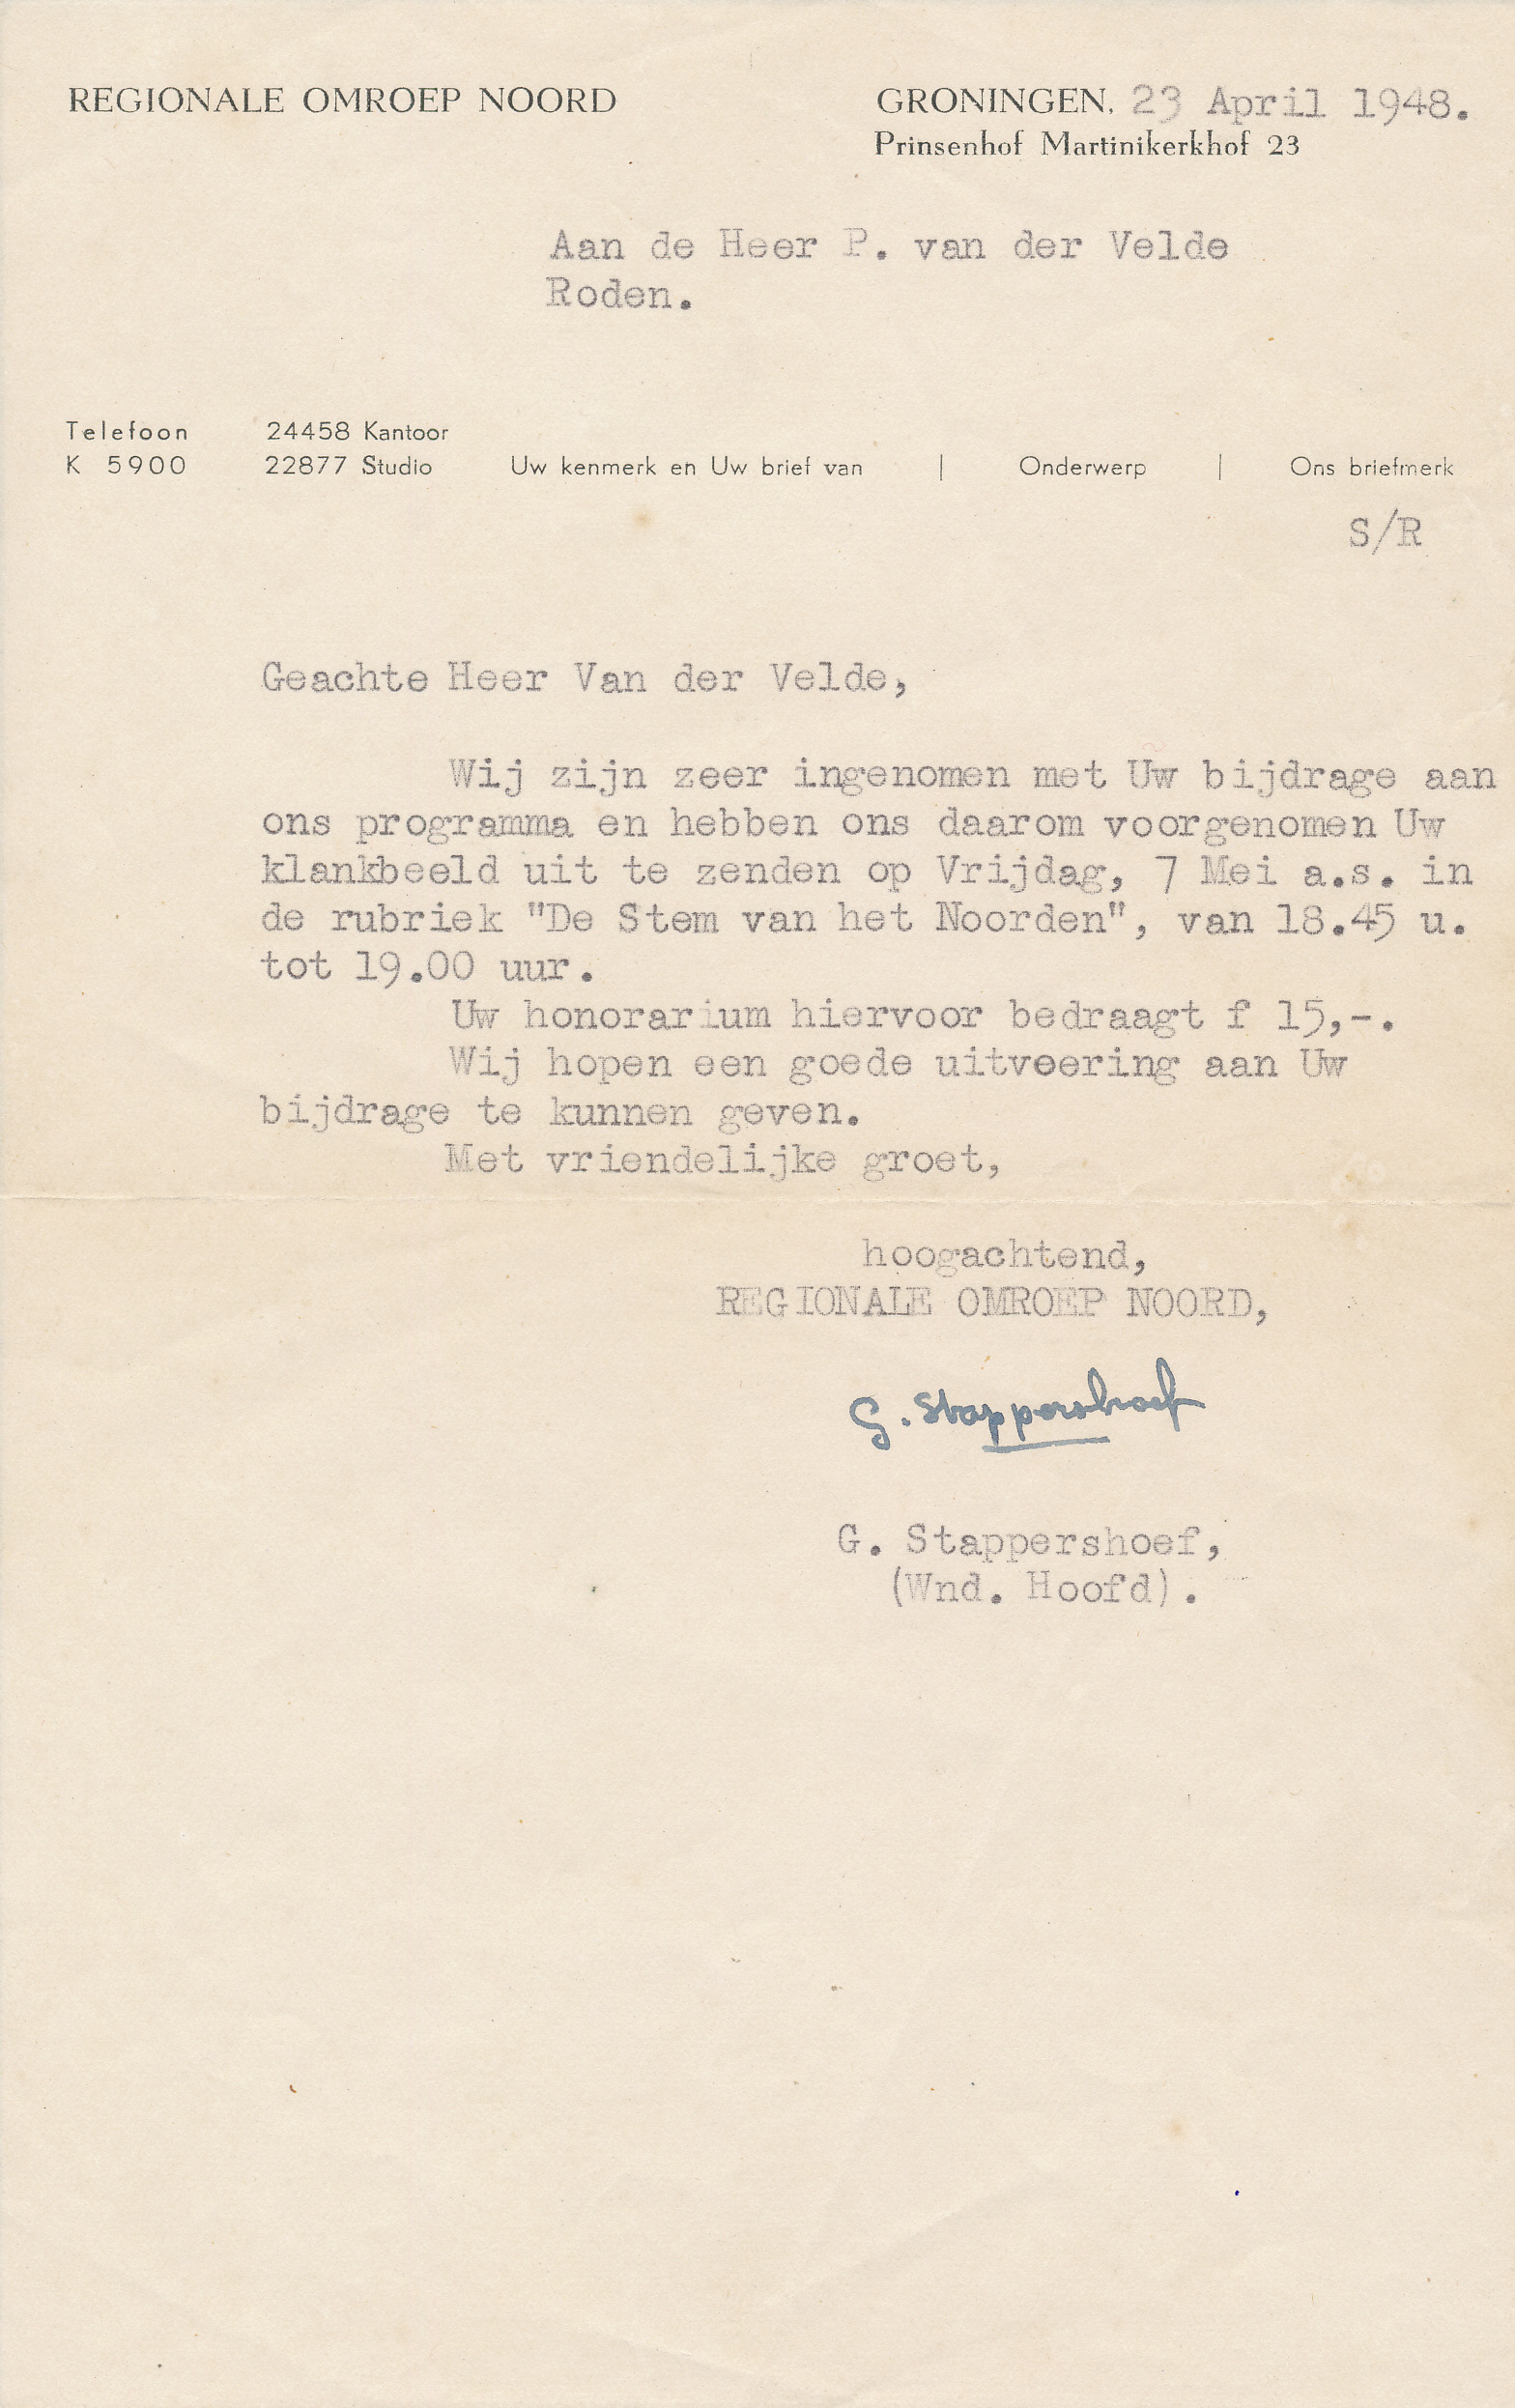 REGIONALE OMROEP NOORD
GRONINGEN, 23 April 1948.
Prinsenhof Martinikerkhof 23
Aan de Heer P. van der Velde
Roden.
Telefoon 24458 Kantoor
K 5900 22877 Studio Uw kenmerk en Uw brief van | Onderwerp | Ons briefmerk
S/R
Geachte Heer Van der Velde,
Wij zijn zeer ingenomen met Uw bijdrage aan
ons programma en hebben ons daarom voorgenomen Uw
klankbeeld uit te zenden op Vrijdag, 7 Mei a.s. in
de rubriek "De Stem van het Noorden", van 18.45 u.
tot 19.00 uur.
Uw honorarium hiervoor bedraagt f 15,-.
Wij hopen een goede uitvoering aan Uw
bijdrage te kunnen geven.
Met vriendelijke groet,
hoogachtend,
REGIONALE OMROEP NOORD,
G. Stappershoef
G. Stappershoef,
(Wnd. Hoofd).